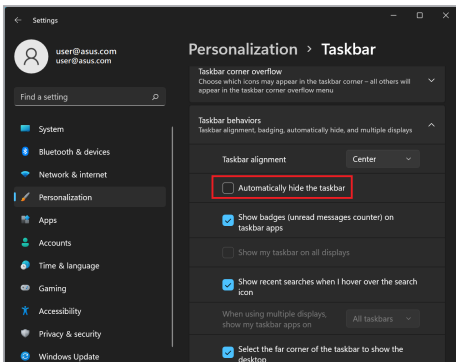 Settings
user@asus.com
user@asus.com
Find a setting
System
Bluetooth & devices
Network & internet
Personalization
Apps
Accounts
Time & language
Gaming
Accessibility
Privacy & security
Windows Update
Personalization > Taskbar
Taskbar corner overflow
Choose which icons may appear in the taskbar corner – all others will
appear in the taskbar corner overflow menu
Taskbar behaviors
Taskbar alignment, badging, automatically hide, and multiple displays
Taskbar alignment
Center
Automatically hide the taskbar
Show badges (unread messages counter) on
taskbar apps
Show my taskbar on all displays
Show recent searches when I hover over the search
icon
When using multiple displays,
show my taskbar apps on
All taskbars
Select the far corner of the taskbar to show the
desktop